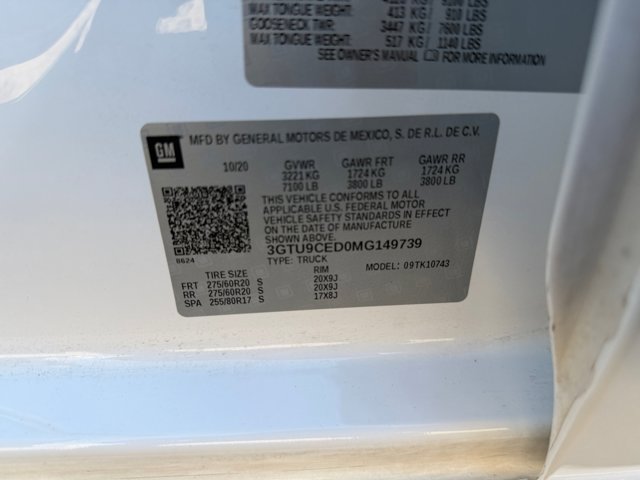 MAX TONGUE WEIGHT: 413 KG / 910 LBS
GOOSENECK TWR: 3447 KG / 7600 LBS
MAX TONGUE WEIGHT: 517 KG / 1140 LBS
SEE OWNER'S MANUAL FOR MORE INFORMATION
GM
MFD BY GENERAL MOTORS DE MEXICO, S. DE R.L. DE C.V.
10/20 GVWR GAWR FRT GAWR RR
3221 KG 1724 KG 1724 KG
7100 LB 3800 LB 3800 LB
THIS VEHICLE CONFORMS TO ALL
APPLICABLE U.S. FEDERAL MOTOR
VEHICLE SAFETY STANDARDS IN EFFECT
ON THE DATE OF MANUFACTURE
SHOWN ABOVE.
3GTU9CED0MG149739
8624 TYPE: TRUCK MODEL: 09TK10743
TIRE SIZE RIM
FRT 275/60R20 S 20X9J
RR 275/60R20 S 20X9J
SPA 255/80R17 S 17X8J